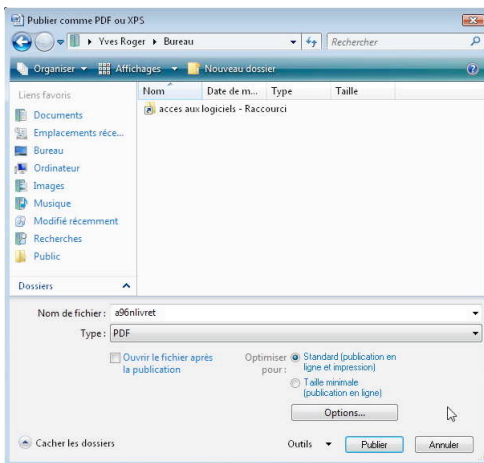 Publier comme PDF ou XPS
Yves Roger ▸ Bureau
Rechercher
Organiser Affichages Nouveau dossier
Liens favoris
Nom Date de m... Type Taille
acces aux logiciels - Raccourci
Documents
Emplacements réce...
Bureau
Ordinateur
Images
Musique
Modifié récemment
Recherches
Public
Dossiers
Nom de fichier : a96nlivret
Type : PDF
Ouvrir le fichier après
la publication
Optimiser
pour :
Standard (publication en
ligne et impression)
Taille minimale
(publication en ligne)
Options...
Cacher les dossiers
Outils Publier Annuler